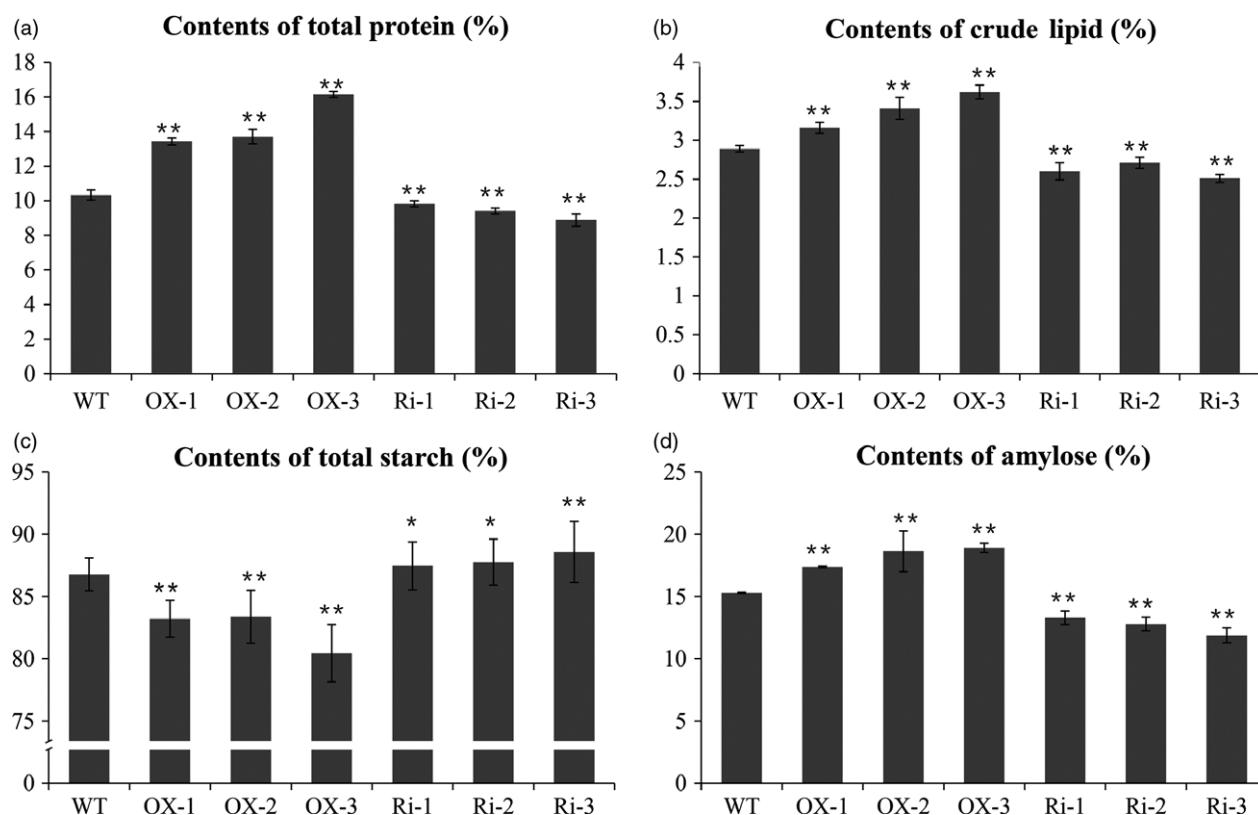 (a)
Contents of total protein (%)
18
16
14
12
10
8
6
4
2
0
** ** ** ** ** **
WT OX-1 OX-2 OX-3 Ri-1 Ri-2 Ri-3
(b)
Contents of crude lipid (%)
4
3.5
3
2.5
2
1.5
1
0.5
0
** ** ** ** ** **
WT OX-1 OX-2 OX-3 Ri-1 Ri-2 Ri-3
(c)
Contents of total starch (%)
95
90
85
80
75
0
** ** ** * * **
WT OX-1 OX-2 OX-3 Ri-1 Ri-2 Ri-3
(d)
Contents of amylose (%)
25
20
15
10
5
0
** ** ** ** ** **
WT OX-1 OX-2 OX-3 Ri-1 Ri-2 Ri-3